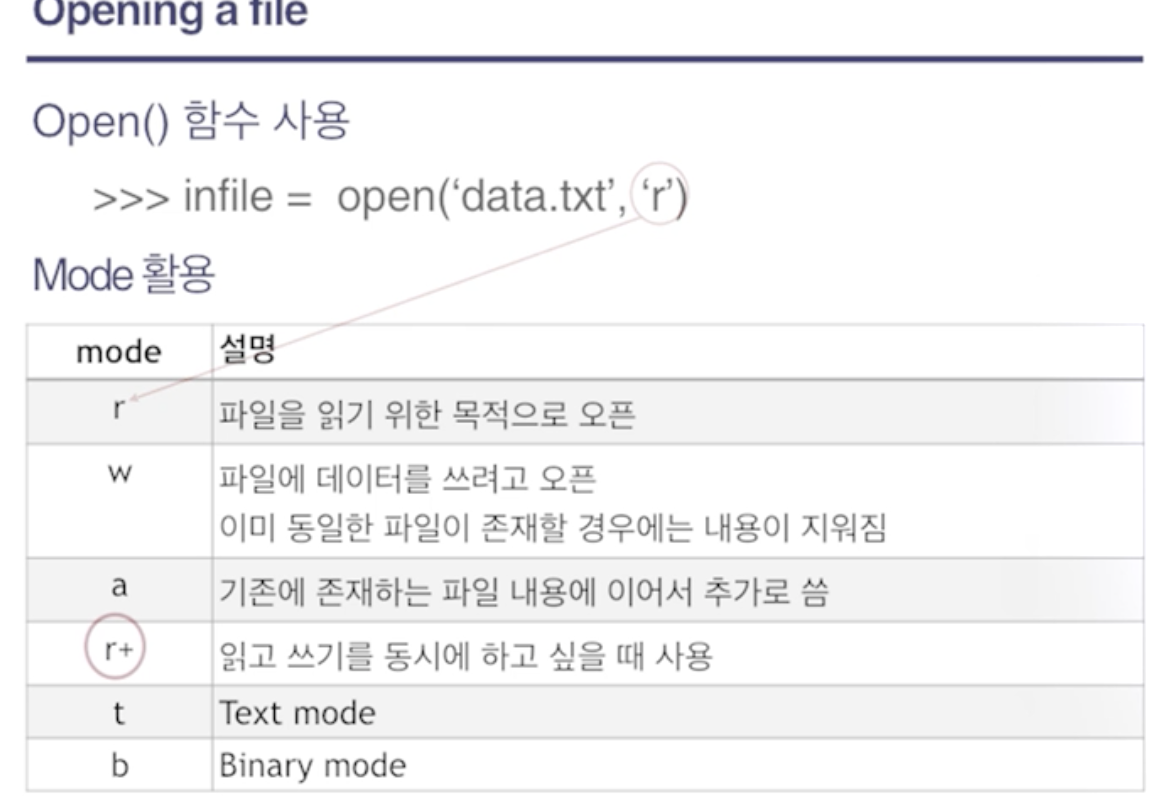 Opening a file
Open() 함수 사용
>>> infile = open(‘data.txt’, ‘r’)
Mode 활용
mode 설명
r 파일을 읽기 위한 목적으로 오픈
w 파일에 데이터를 쓰려고 오픈
이미 동일한 파일이 존재할 경우에는 내용이 지워짐
a 기존에 존재하는 파일 내용에 이어서 추가로 씀
r+ 읽고 쓰기를 동시에 하고 싶을 때 사용
t Text mode
b Binary mode